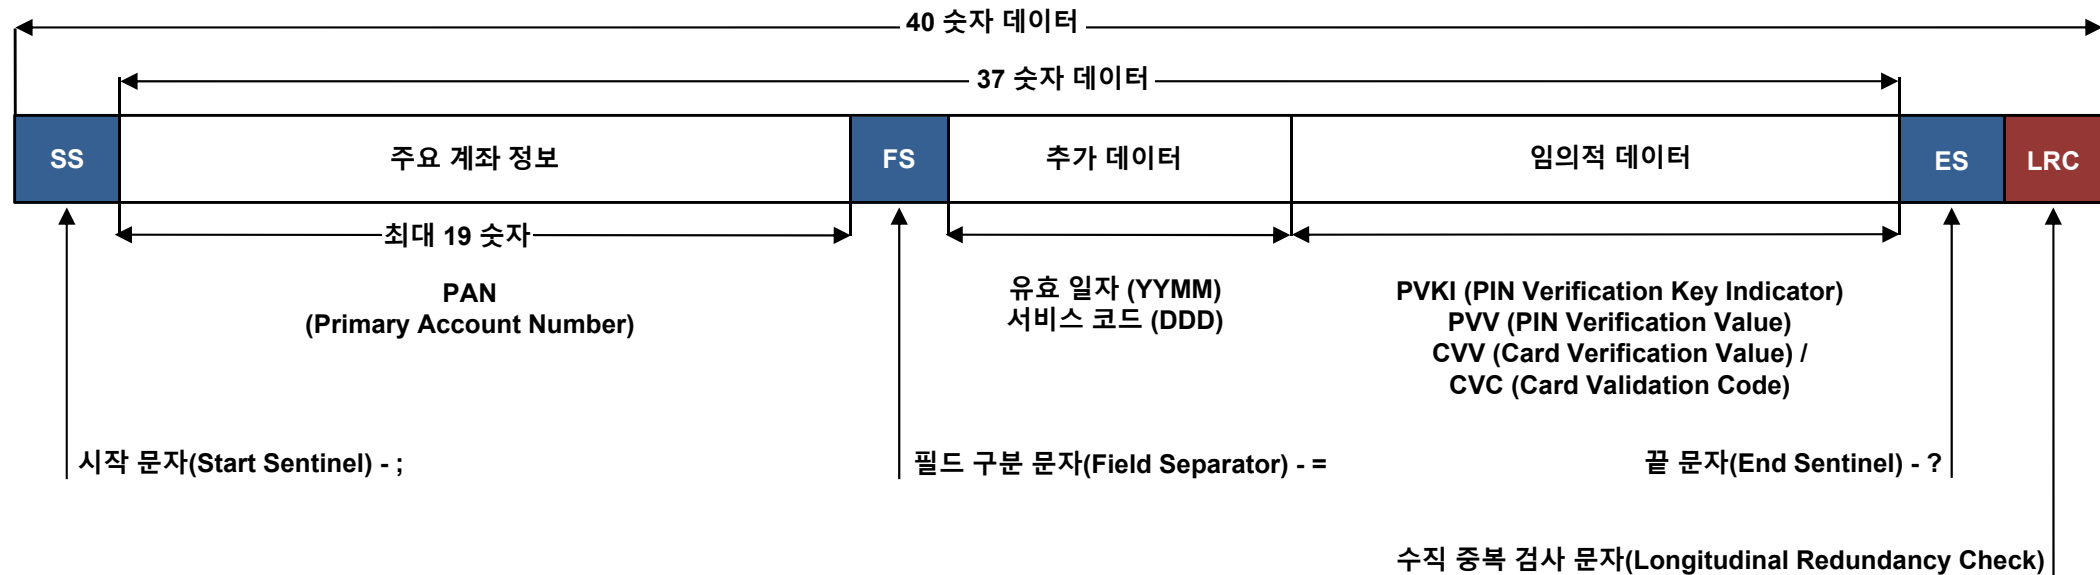 40 숫자 데이터
37 숫자 데이터
SS
주요 계좌 정보
FS
추가 데이터
임의적 데이터
ES
LRC
최대 19 숫자
PAN
(Primary Account Number)
유효 일자 (YYMM)
서비스 코드 (DDD)
PVKI (PIN Verification Key Indicator)
PVV (PIN Verification Value)
CVV (Card Verification Value) /
CVC (Card Validation Code)
시작 문자(Start Sentinel) - ;
필드 구분 문자(Field Separator) - =
끝 문자(End Sentinel) - ?
수직 중복 검사 문자(Longitudinal Redundancy Check)